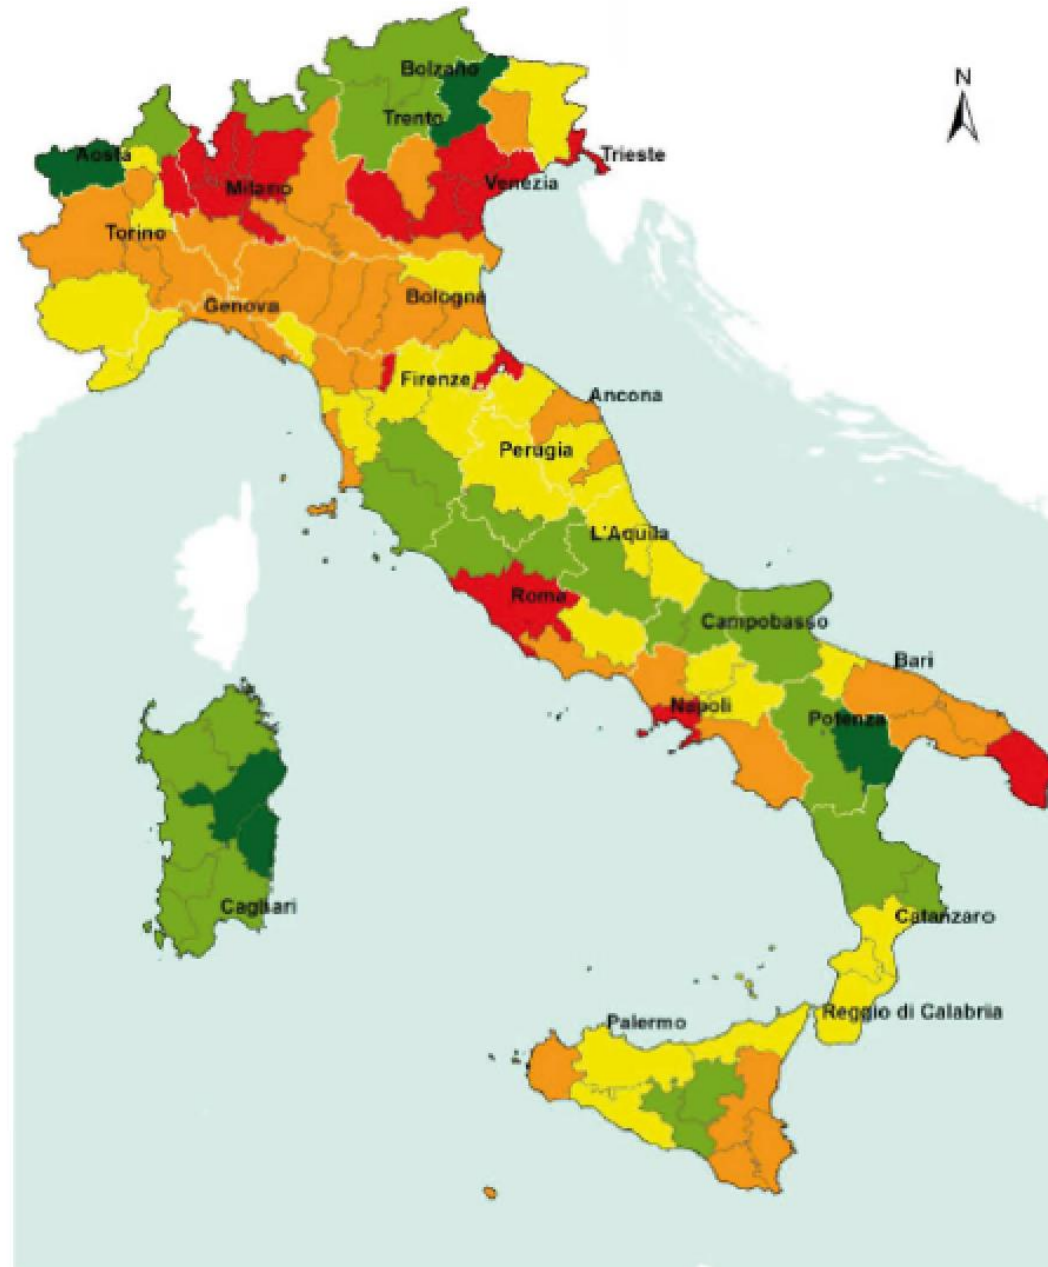 Bolzano
N
Trento
Aosta
Trieste
Venezia
Milano
Torino
Genova
Bologna
Firenze
Ancona
Perugia
L'Aquila
Roma
Campobasso
Bari
Napoli
Potenza
Cagliari
Catanzaro
Reggio di Calabria
Palermo